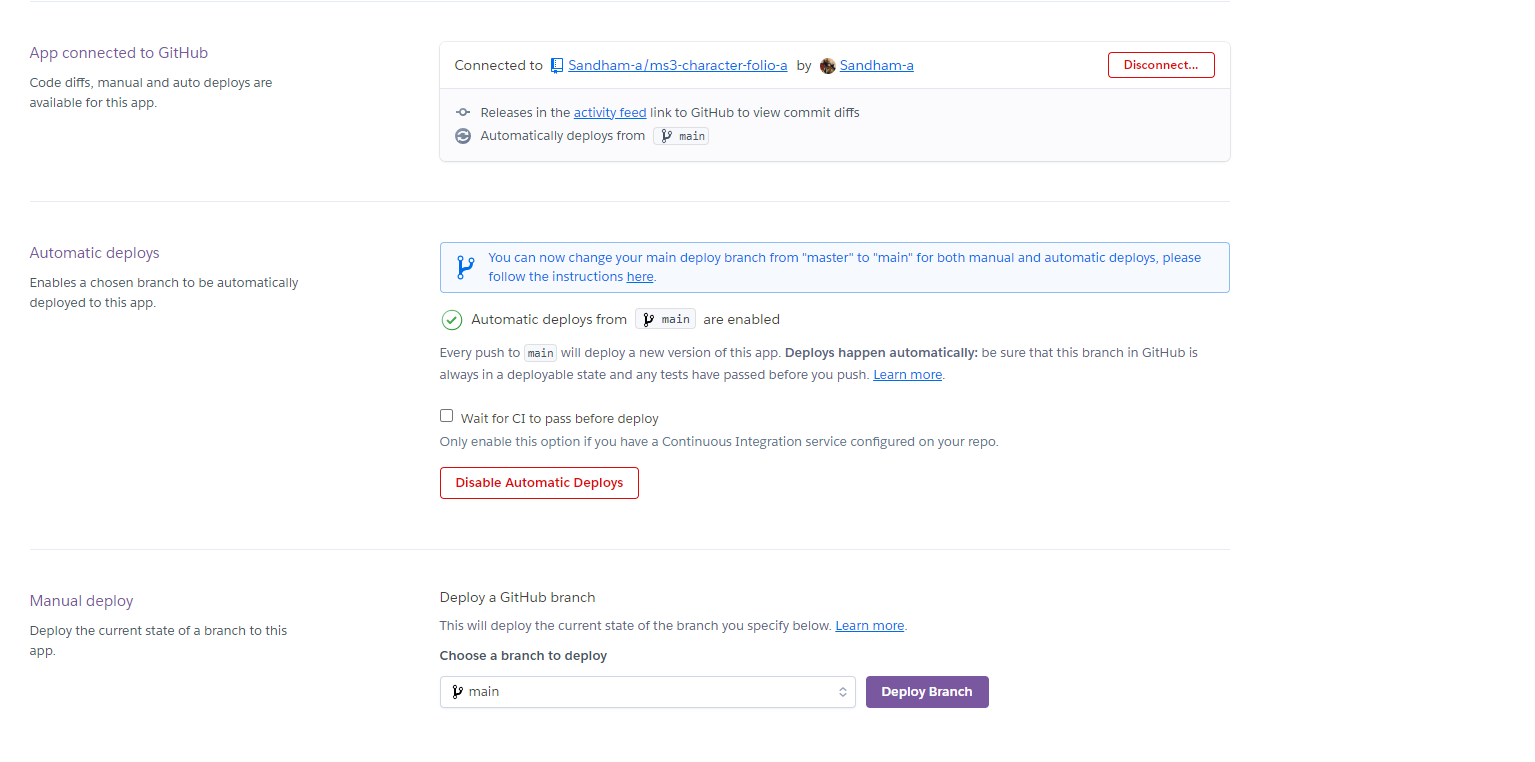 App connected to GitHub
Code diffs, manual and auto deploys are
available for this app.
Connected to Sandham-a/ms3-character-folio-a by Sandham-a
Disconnect...
Releases in the activity feed link to GitHub to view commit diffs
Automatically deploys from main
Automatic deploys
Enables a chosen branch to be automatically
deployed to this app.
You can now change your main deploy branch from "master" to "main" for both manual and automatic deploys, please
follow the instructions here.
Automatic deploys from main are enabled
Every push to main will deploy a new version of this app. Deploys happen automatically: be sure that this branch in GitHub is
always in a deployable state and any tests have passed before you push. Learn more.
Wait for CI to pass before deploy
Only enable this option if you have a Continuous Integration service configured on your repo.
Disable Automatic Deploys
Manual deploy
Deploy the current state of a branch to this
app.
Deploy a GitHub branch
This will deploy the current state of the branch you specify below. Learn more.
Choose a branch to deploy
main
Deploy Branch